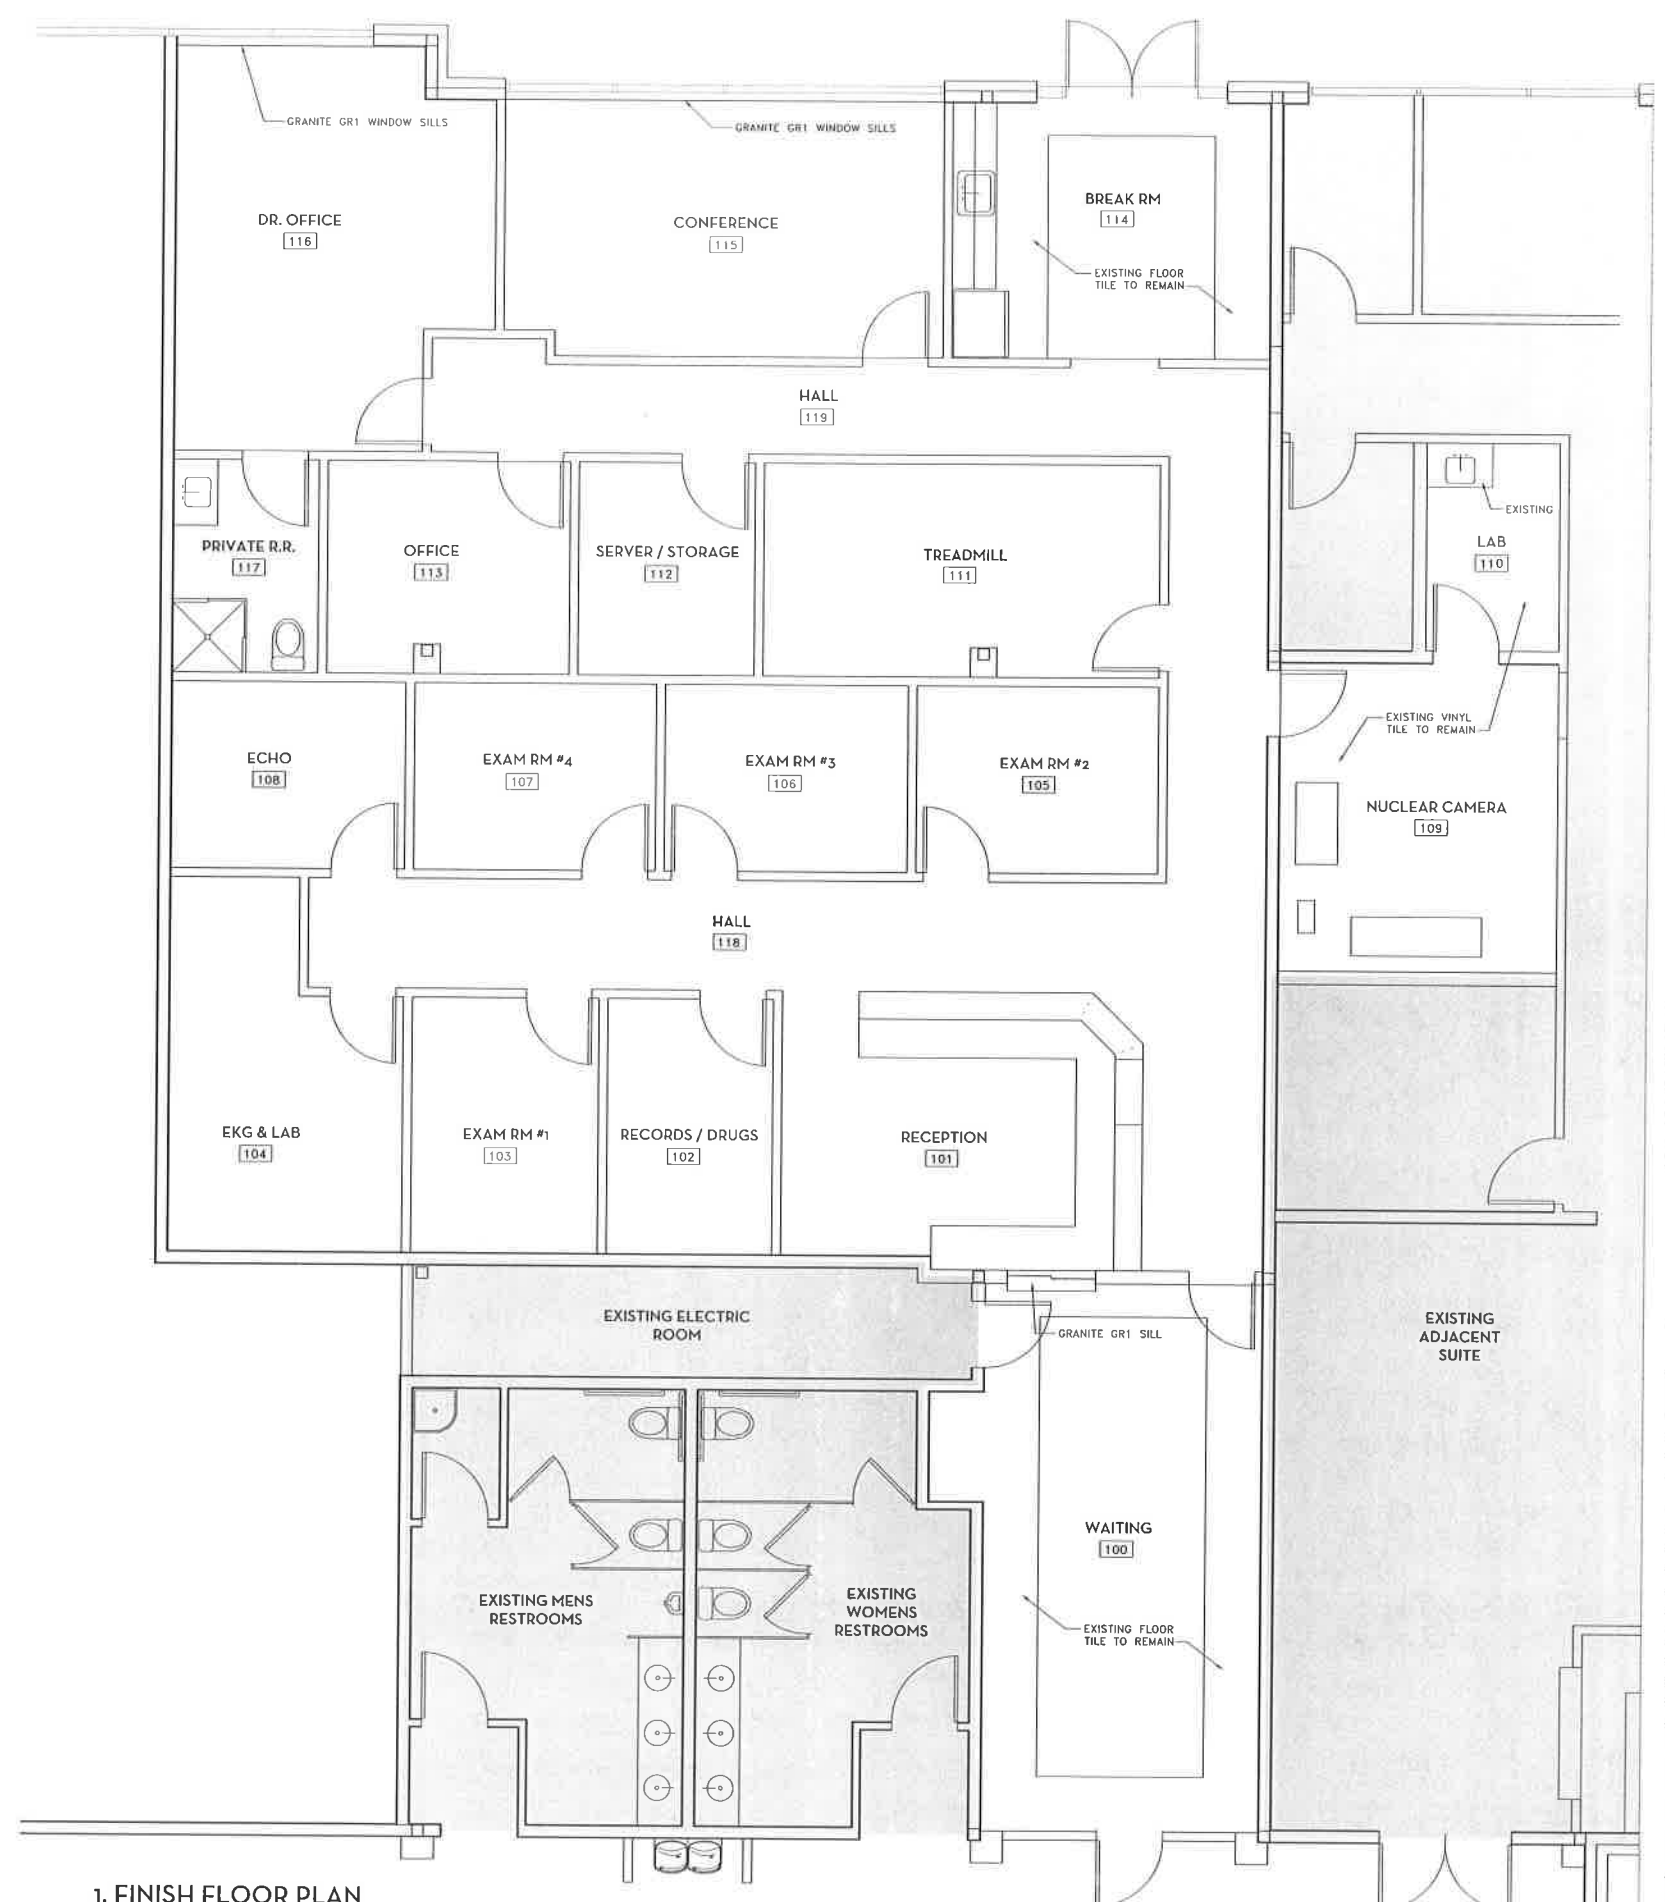 GRANITE GR1 WINDOW SILLS
GRANITE GR1 WINDOW SILLS
DR. OFFICE
116
CONFERENCE
115
BREAK RM
114
EXISTING FLOOR
TILE TO REMAIN
HALL
119
PRIVATE R.R.
117
OFFICE
113
SERVER / STORAGE
112
TREADMILL
111
EXISTING
LAB
110
EXISTING VINYL
TILE TO REMAIN
ECHO
108
EXAM RM #4
107
EXAM RM #3
106
EXAM RM #2
105
NUCLEAR CAMERA
109
HALL
118
EKG & LAB
104
EXAM RM #1
103
RECORDS / DRUGS
102
RECEPTION
101
EXISTING ELECTRIC
ROOM
GRANITE GR1 SILL
EXISTING
ADJACENT
SUITE
WAITING
100
EXISTING MENS
RESTROOMS
EXISTING
WOMENS
RESTROOMS
EXISTING FLOOR
TILE TO REMAIN
1. FINISH FLOOR PLAN